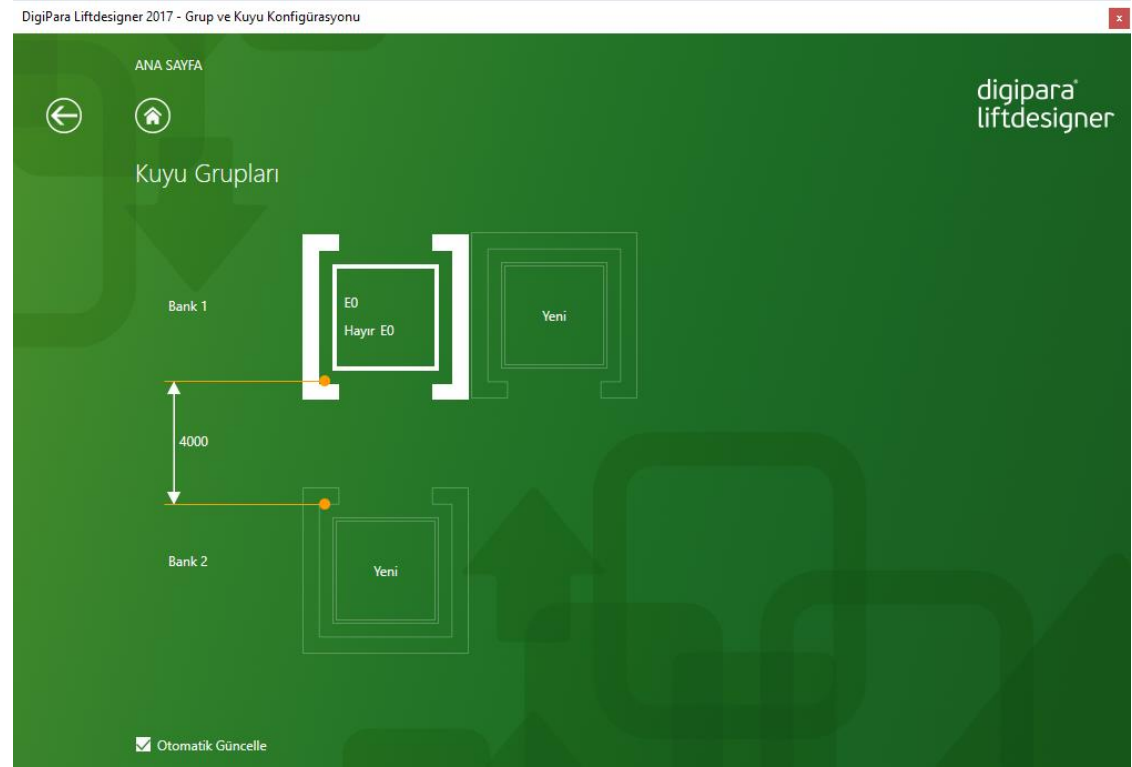 DigiPara Liftdesigner 2017 - Grup ve Kuyu Konfigürasyonu
x
ANA SAYFA
digipara®
liftdesigner
Kuyu Grupları
Bank 1
E0
Hayır E0
Yeni
4000
Bank 2
Yeni
Otomatik Güncelle